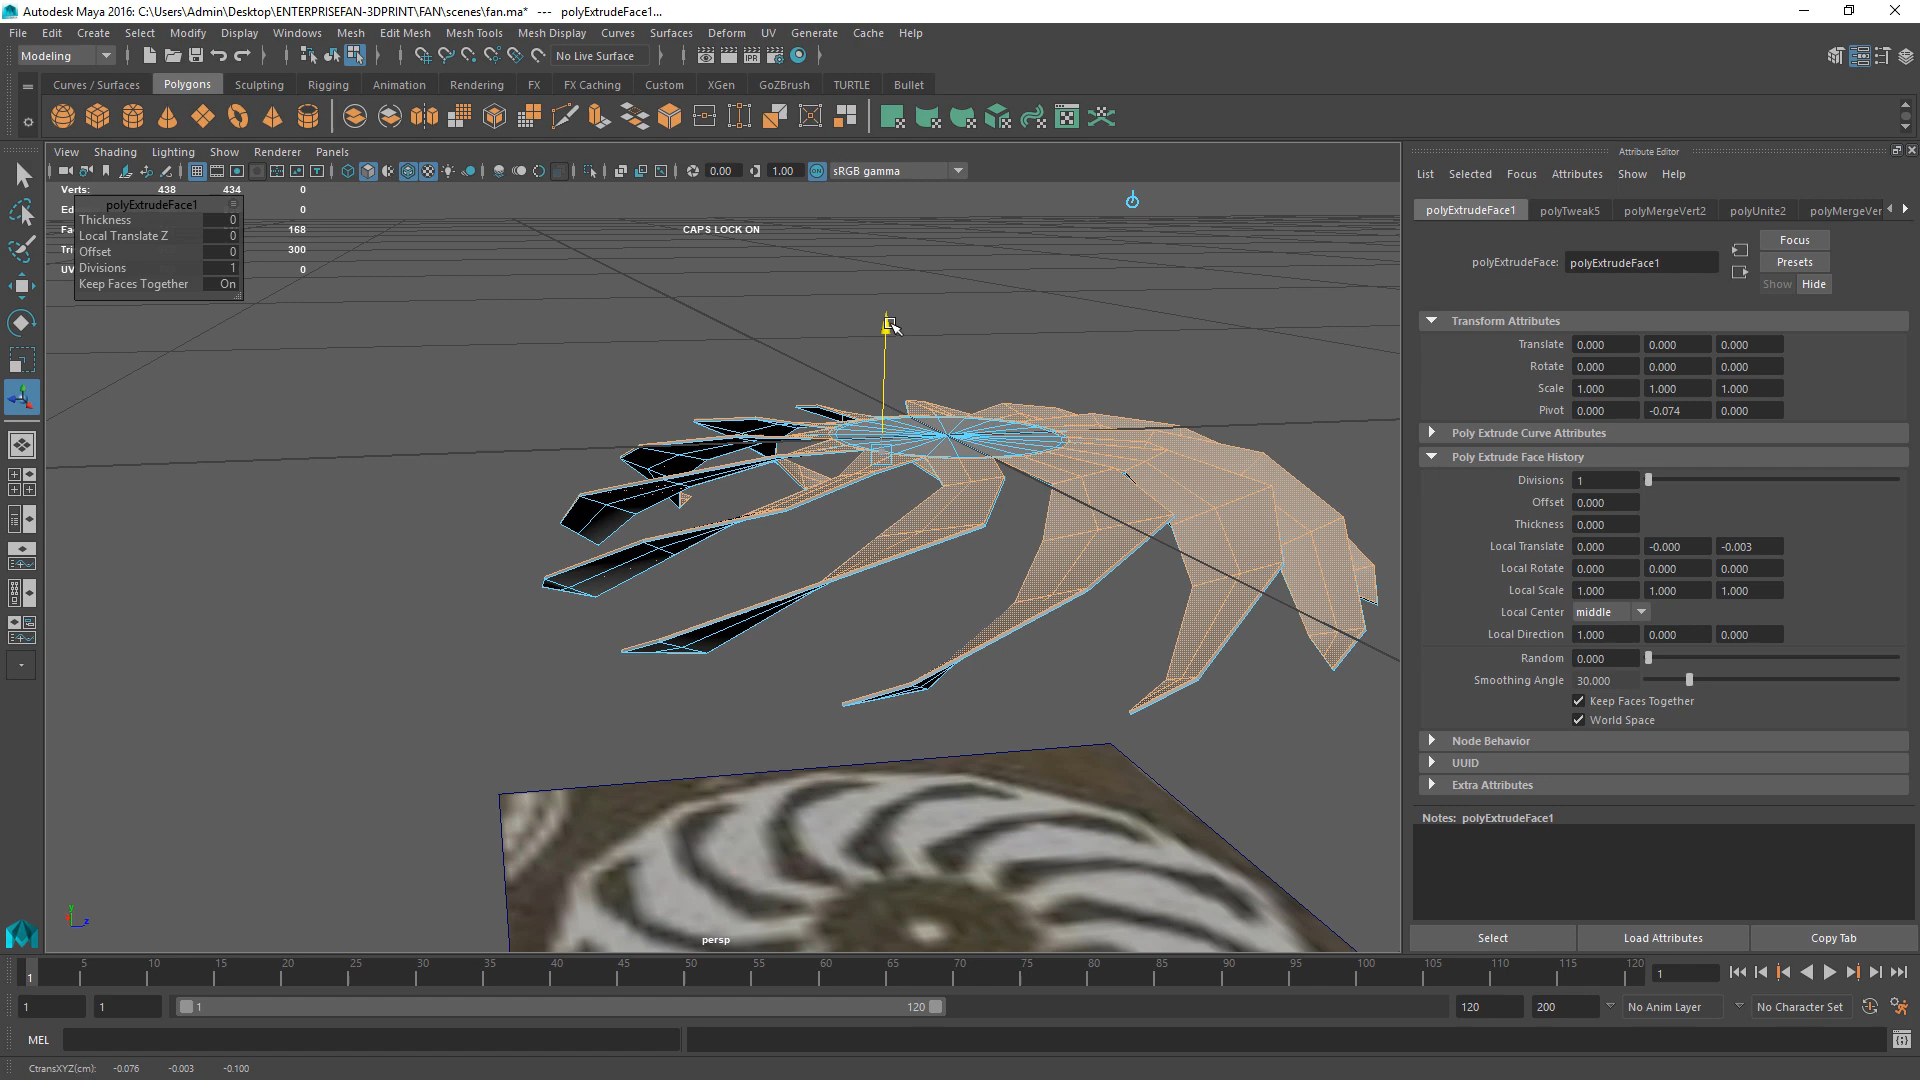 Autodesk Maya 2016: C:\Users\Admin\Desktop\ENTERPRISEFAN-3DPRINT\FAN\scenes\fan.ma* --- polyExtrudeFace1...
File Edit Create Select Modify Display Windows Mesh Edit Mesh Mesh Tools Mesh Display Curves Surfaces Deform UV Generate Cache Help
Modeling No Live Surface
Curves / Surfaces Polygons Sculpting Rigging Animation Rendering FX FX Caching Custom XGen GoZBrush TURTLE Bullet
View Shading Lighting Show Renderer Panels
0.00 1.00 sRGB gamma
Verts: 438 434 0
Ed 0
Fa 168
Tri 300
UV 0
polyExtrudeFace1
Thickness 0
Local Translate Z 0
Offset 0
Divisions 1
Keep Faces Together On
CAPS LOCK ON
persp
y
z
Attribute Editor
List Selected Focus Attributes Show Help
polyExtrudeFace1 polyTweak5 polyMergeVert2 polyUnite2 polyMergeVer
polyExtrudeFace: polyExtrudeFace1
Focus
Presets
Show Hide
Transform Attributes
Translate 0.000 0.000 0.000
Rotate 0.000 0.000 0.000
Scale 1.000 1.000 1.000
Pivot 0.000 -0.074 0.000
Poly Extrude Curve Attributes
Poly Extrude Face History
Divisions 1
Offset 0.000
Thickness 0.000
Local Translate 0.000 -0.000 -0.003
Local Rotate 0.000 0.000 0.000
Local Scale 1.000 1.000 1.000
Local Center middle
Local Direction 1.000 0.000 0.000
Random 0.000
Smoothing Angle 30.000
Keep Faces Together
World Space
Node Behavior
UUID
Extra Attributes
Notes: polyExtrudeFace1
Select Load Attributes Copy Tab
1 5 10 15 20 25 30 35 40 45 50 55 60 65 70 75 80 85 90 95 100 105 110 115 120 1
1 1 1 120 120 200 No Anim Layer No Character Set
MEL
CtransXYZ(cm): -0.076 -0.003 -0.100